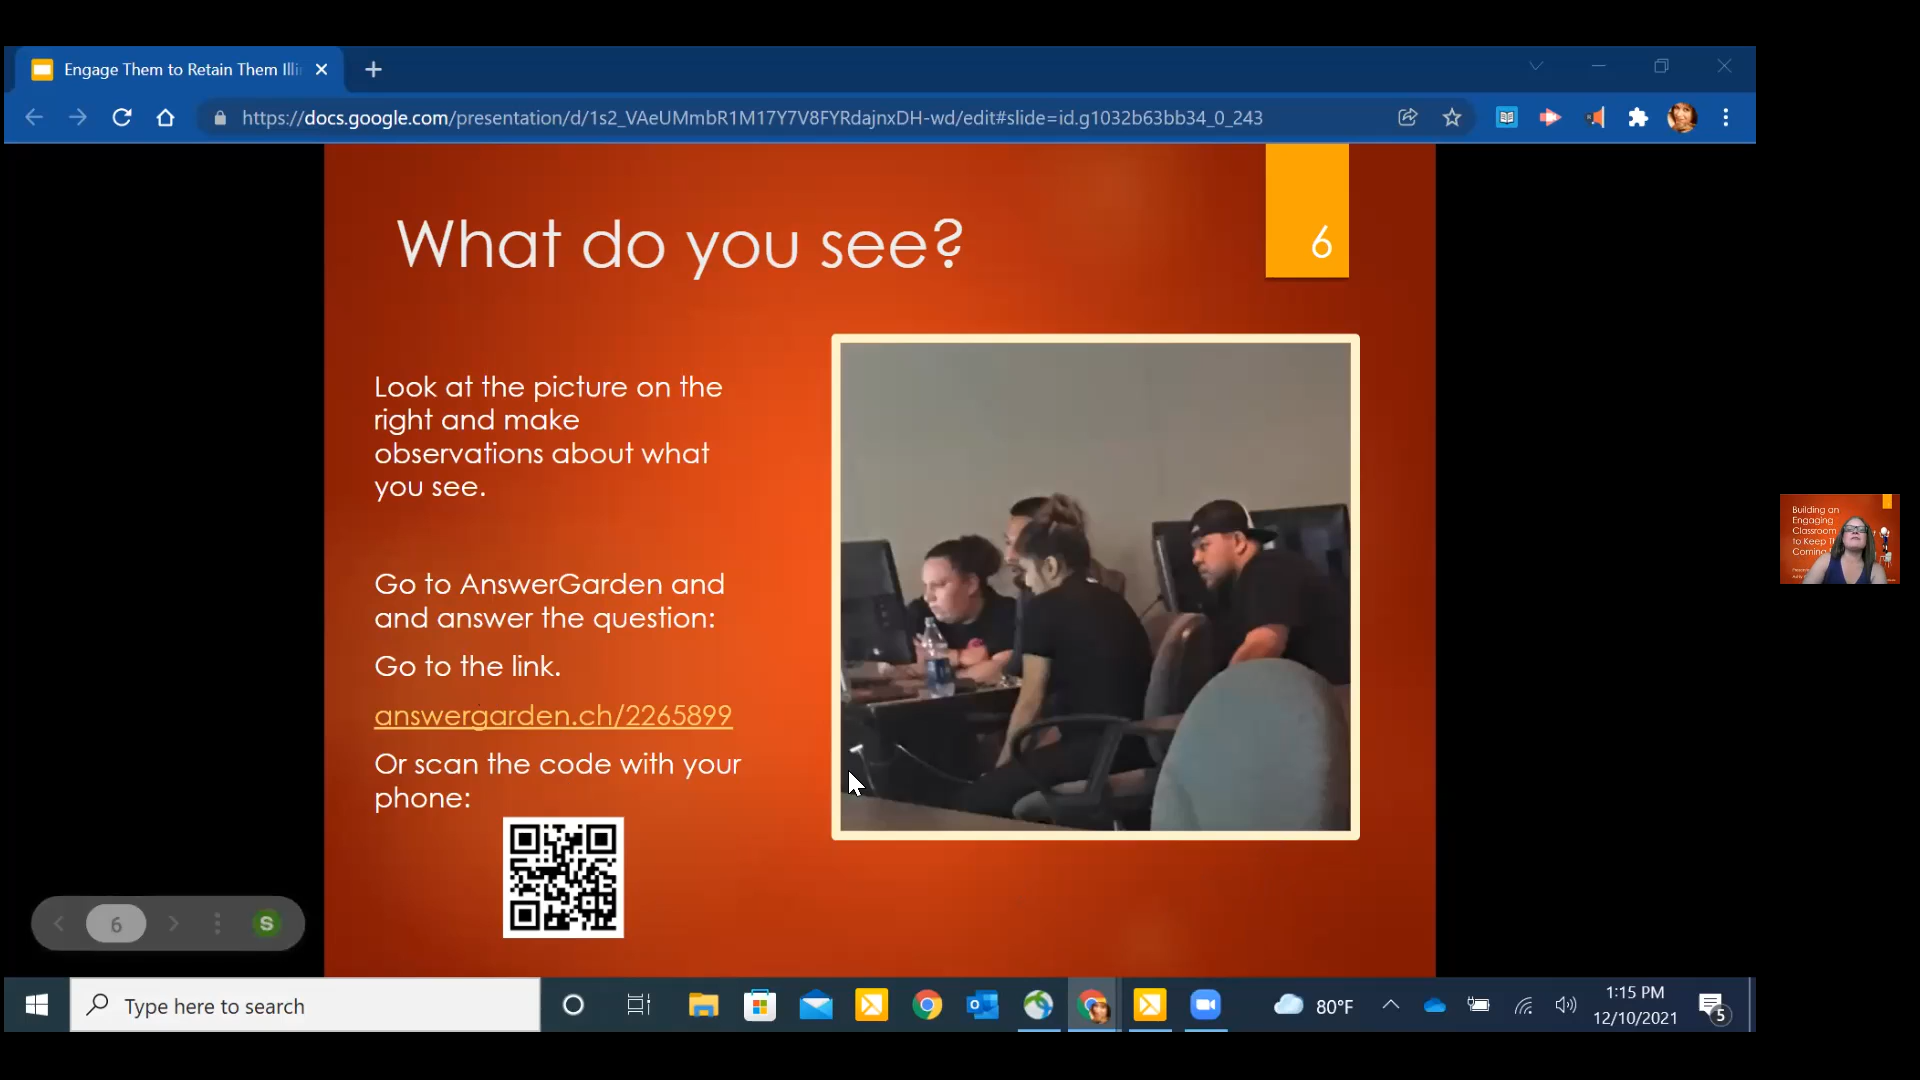 Engage Them to Retain Them Illi
https://docs.google.com/presentation/d/1s2_VAeUMmbR1M17Y7V8FYRdajnxDH-wd/edit#slide=id.g1032b63bb34_0_243
What do you see?
6
Look at the picture on the
right and make
observations about what
you see.
Go to AnswerGarden and
and answer the question:
Go to the link.
answergarden.ch/2265899
Or scan the code with your
phone:
Building an
Engaging
Classroom
to Keep
Coming
6
S
Type here to search
80°F
1:15 PM
12/10/2021
5